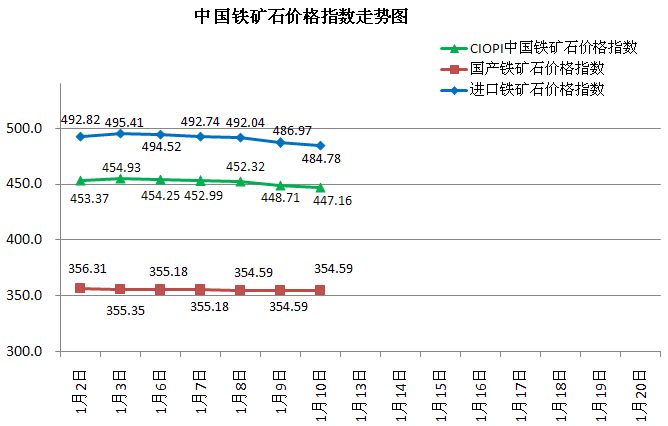 中国铁矿石价格指数走势图
CIOPI中国铁矿石价格指数
国产铁矿石价格指数
进口铁矿石价格指数
500.0
450.0
400.0
350.0
300.0
492.82
495.41
494.52
492.74
492.04
486.97
484.78
453.37
454.93
454.25
452.99
452.32
448.71
447.16
356.31
355.35
355.18
355.18
354.59
354.59
354.59
1月2日
1月3日
1月6日
1月7日
1月8日
1月9日
1月10日
1月13日
1月14日
1月15日
1月16日
1月17日
1月18日
1月19日
1月20日